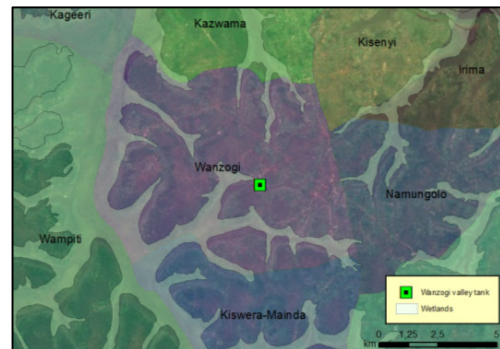 Kageeri
Kazwama
Kisenyi
Irima
Wanzogi
Namungolo
Wampiti
Kiswera-Mainda
Wanzogi valley tank
Wetlands
0 1,25 2,5
km